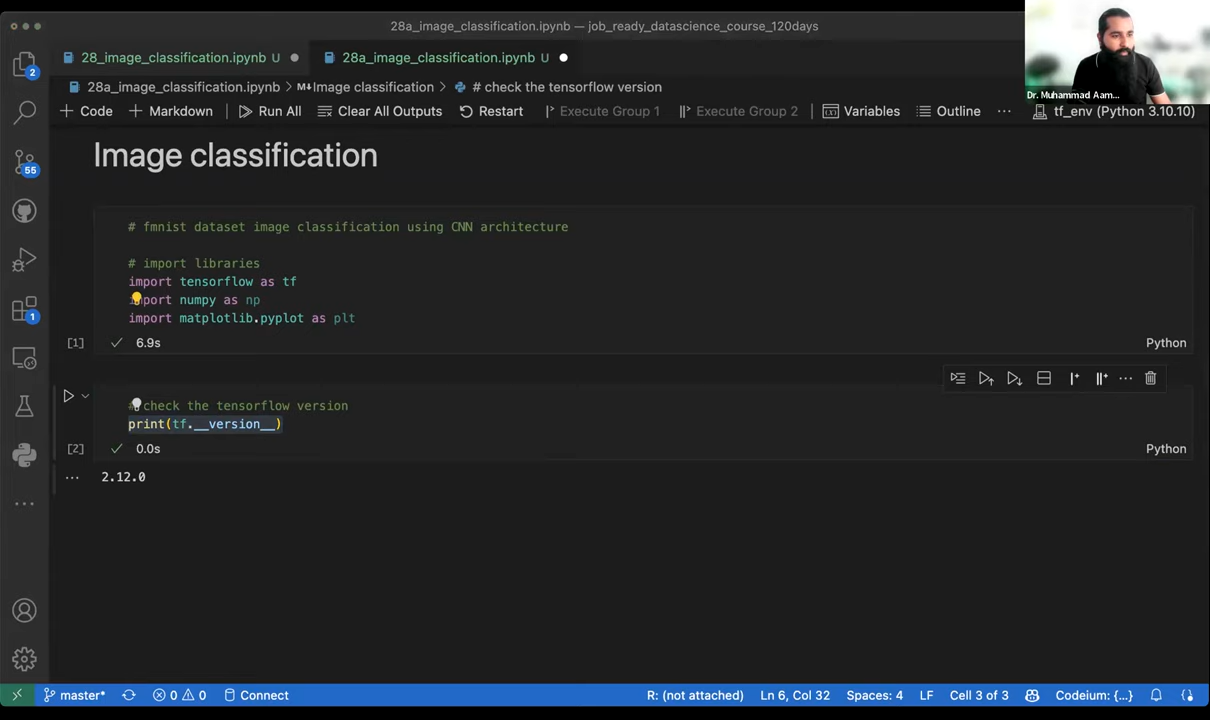 28a_image_classification.ipynb — job_ready_datascience_course_120days
28_image_classification.ipynb U
28a_image_classification.ipynb U
28a_image_classification.ipynb > M↓Image classification > # check the tensorflow version
+ Code + Markdown Run All Clear All Outputs Restart Execute Group 1 Execute Group 2 Variables Outline ... tf_env (Python 3.10.10)
Dr. Muhammad Aam...
2
55
1
Image classification
# fmnist dataset image classification using CNN architecture
# import libraries
import tensorflow as tf
import numpy as np
import matplotlib.pyplot as plt
[1] 6.9s Python
# check the tensorflow version
print(tf.__version__)
[2] 0.0s Python
2.12.0
master* 0 0 Connect R: (not attached) Ln 6, Col 32 Spaces: 4 LF Cell 3 of 3 Codeium: {...}